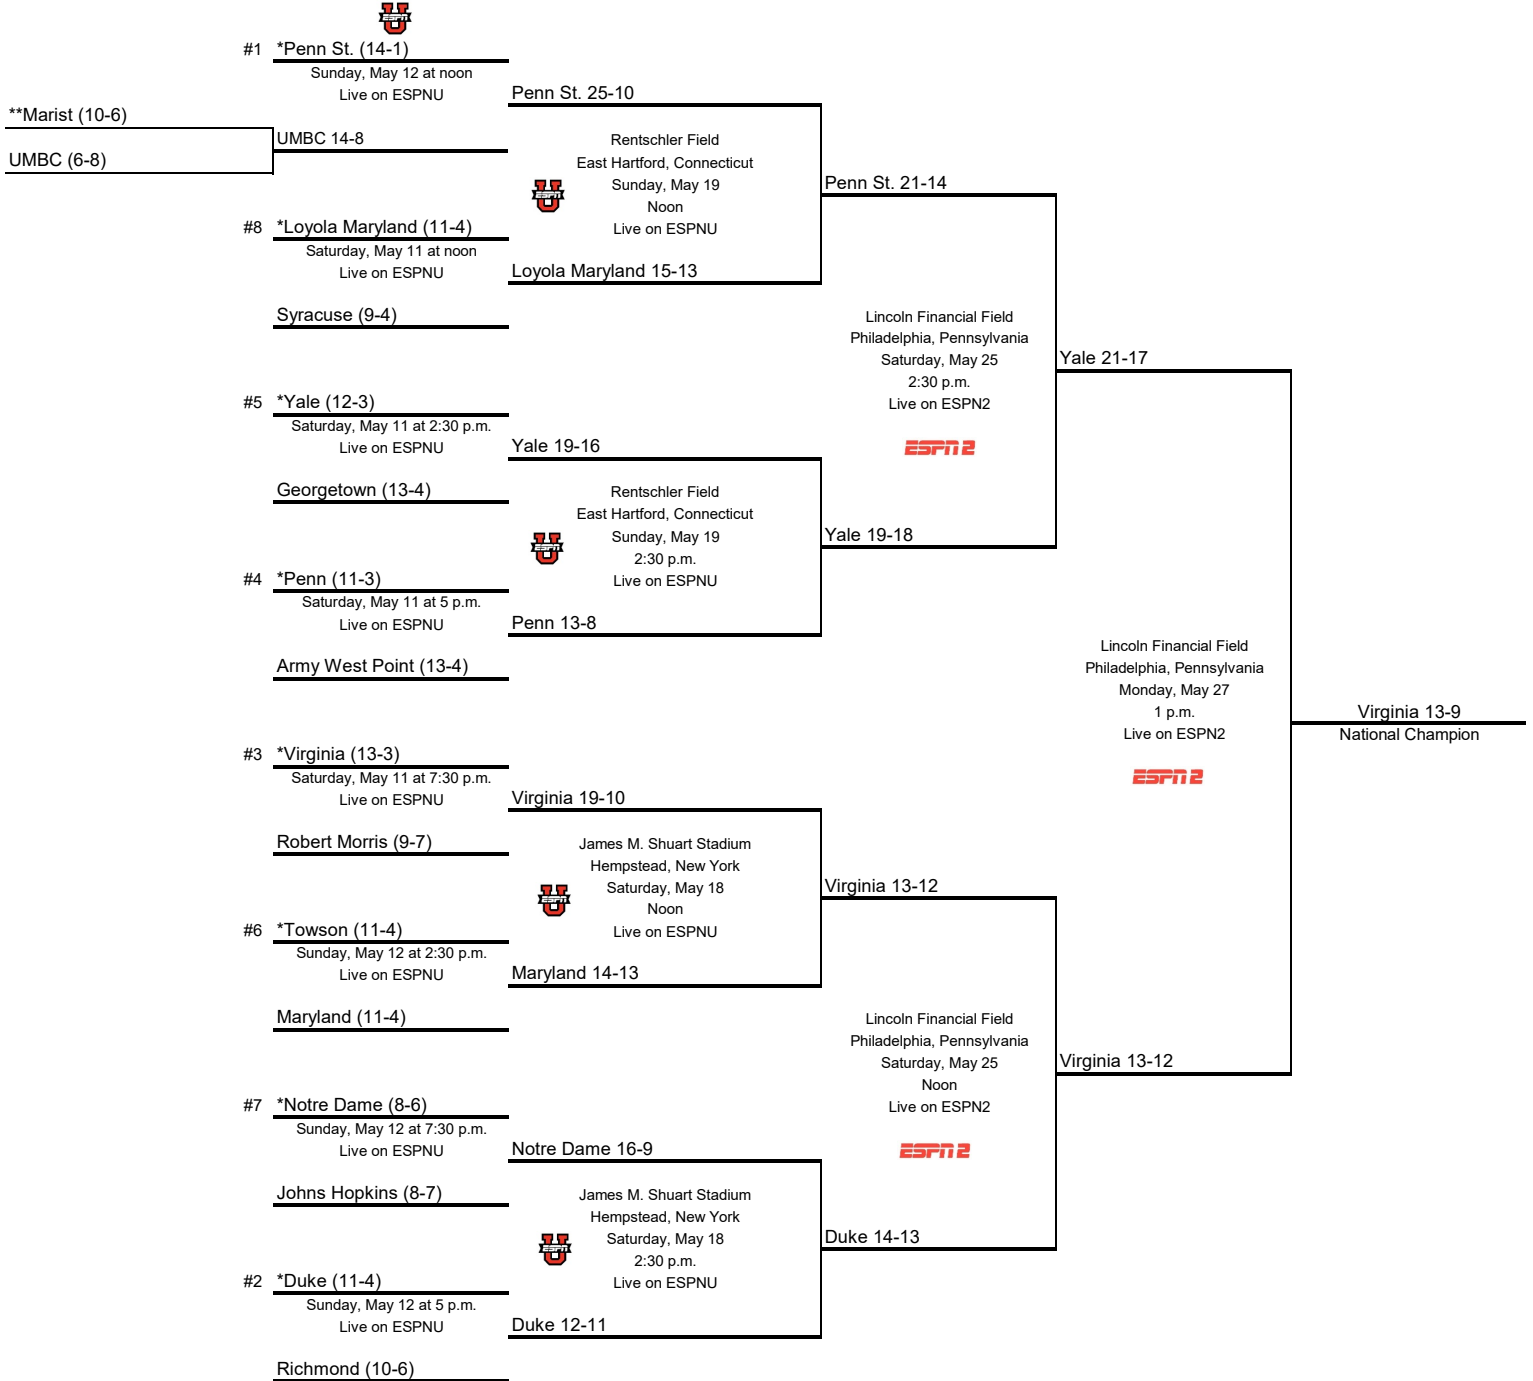 #1 *Penn St. (14-1)
Sunday, May 12 at noon
Live on ESPNU
Penn St. 25-10
**Marist (10-6)
UMBC 14-8
UMBC (6-8)
Rentschler Field
East Hartford, Connecticut
Sunday, May 19
Noon
Live on ESPNU
ESPN U
Penn St. 21-14
#8 *Loyola Maryland (11-4)
Saturday, May 11 at noon
Live on ESPNU
Loyola Maryland 15-13
Syracuse (9-4)
Lincoln Financial Field
Philadelphia, Pennsylvania
Saturday, May 25
2:30 p.m.
Live on ESPN2
ESPN2
Yale 21-17
#5 *Yale (12-3)
Saturday, May 11 at 2:30 p.m.
Live on ESPNU
Yale 19-16
Georgetown (13-4)
Rentschler Field
East Hartford, Connecticut
Sunday, May 19
2:30 p.m.
Live on ESPNU
ESPN U
Yale 19-18
#4 *Penn (11-3)
Saturday, May 11 at 5 p.m.
Live on ESPNU
Penn 13-8
Army West Point (13-4)
Lincoln Financial Field
Philadelphia, Pennsylvania
Monday, May 27
1 p.m.
Live on ESPN2
ESPN2
Virginia 13-9
National Champion
#3 *Virginia (13-3)
Saturday, May 11 at 7:30 p.m.
Live on ESPNU
Virginia 19-10
Robert Morris (9-7)
James M. Shuart Stadium
Hempstead, New York
Saturday, May 18
Noon
Live on ESPNU
ESPN U
Virginia 13-12
#6 *Towson (11-4)
Sunday, May 12 at 2:30 p.m.
Live on ESPNU
Maryland 14-13
Maryland (11-4)
Lincoln Financial Field
Philadelphia, Pennsylvania
Saturday, May 25
Noon
Live on ESPN2
ESPN2
Virginia 13-12
#7 *Notre Dame (8-6)
Sunday, May 12 at 7:30 p.m.
Live on ESPNU
Notre Dame 16-9
Johns Hopkins (8-7)
James M. Shuart Stadium
Hempstead, New York
Saturday, May 18
2:30 p.m.
Live on ESPNU
ESPN U
Duke 14-13
#2 *Duke (11-4)
Sunday, May 12 at 5 p.m.
Live on ESPNU
Duke 12-11
Richmond (10-6)